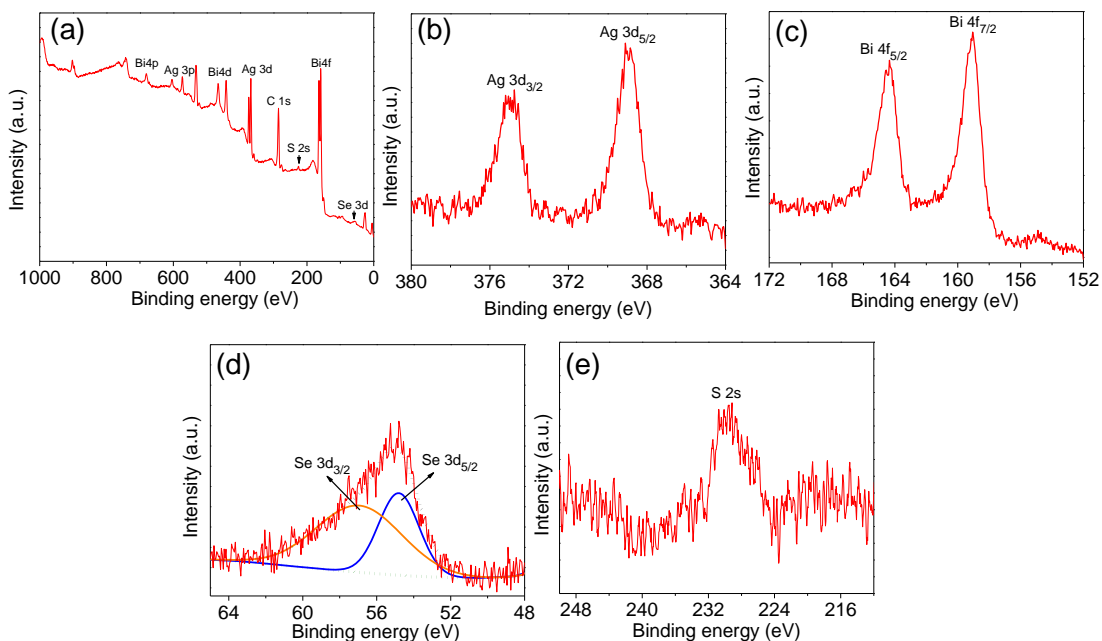 (a)
Bi4p
Ag 3p
Bi4d
Ag 3d
C 1s
S 2s
Bi4f
Se 3d
Intensity (a.u.)
1000 800 600 400 200 0
Binding energy (eV)
(b)
Ag 3d3/2
Ag 3d5/2
Intensity (a.u.)
380 376 372 368 364
Binding energy (eV)
(c)
Bi 4f5/2
Bi 4f7/2
Intensity (a.u.)
172 168 164 160 156 152
Binding energy (eV)
(d)
Se 3d3/2
Se 3d5/2
Intensity (a.u.)
64 60 56 52 48
Binding energy (eV)
(e)
S 2s
Intensity (a.u.)
248 240 232 224 216
Binding energy (eV)